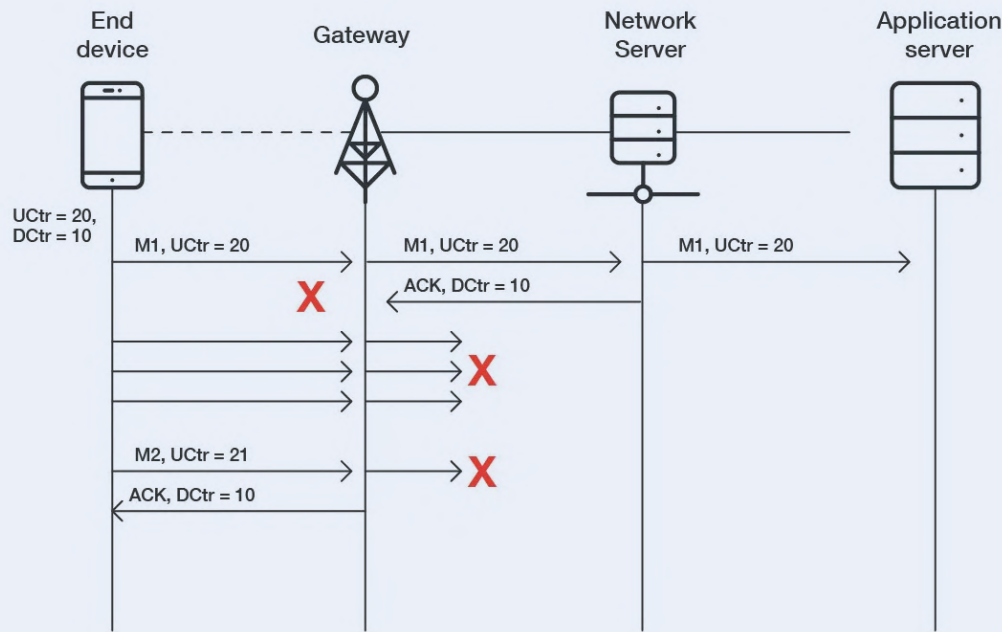 End
device
Gateway
Network
Server
Application
server
UCtr = 20,
DCtr = 10
M1, UCtr = 20
M1, UCtr = 20
M1, UCtr = 20
X
ACK, DCtr = 10
X
M2, UCtr = 21
X
ACK, DCtr = 10